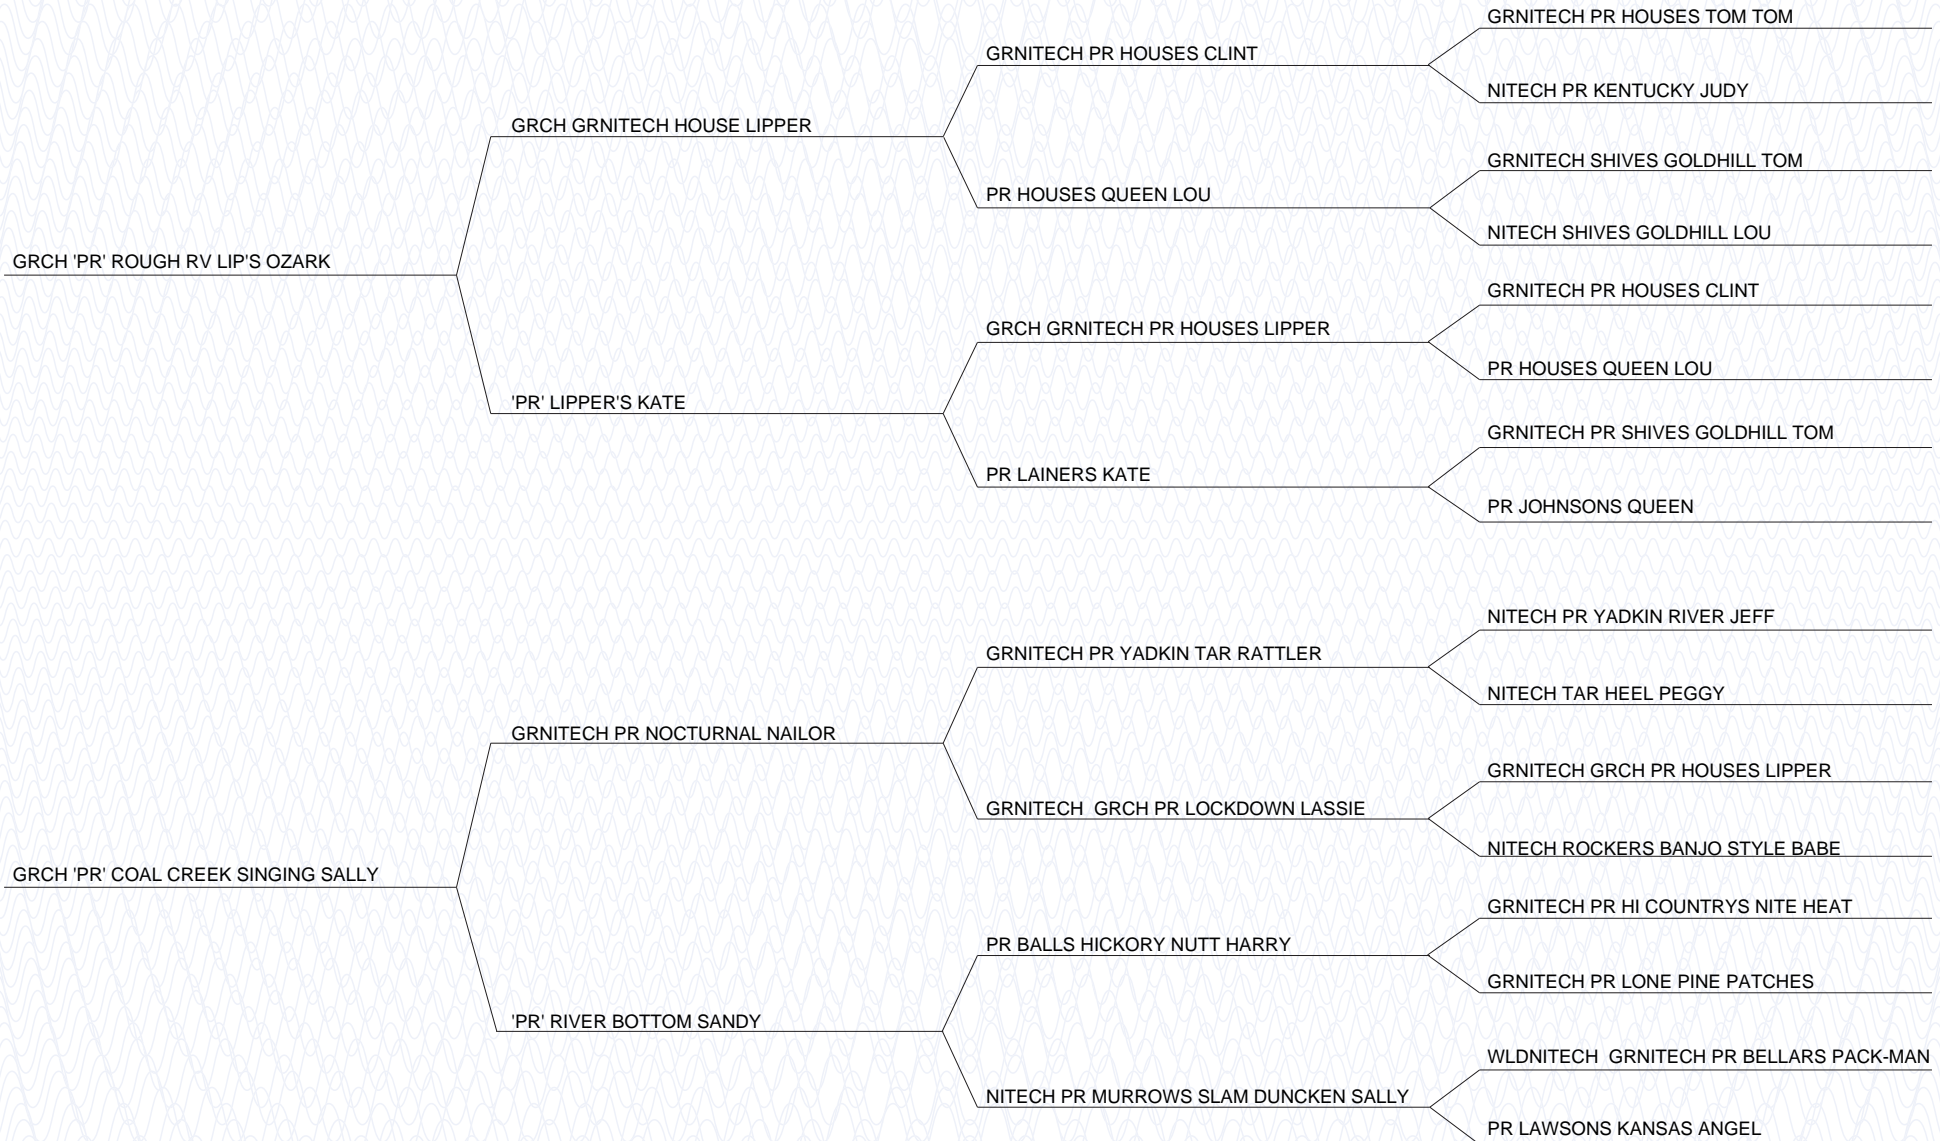 GRNITECH PR HOUSES TOM TOM
GRNITECH PR HOUSES CLINT
NITECH PR KENTUCKY JUDY
GRCH GRNITECH HOUSE LIPPER
GRNITECH SHIVES GOLDHILL TOM
PR HOUSES QUEEN LOU
NITECH SHIVES GOLDHILL LOU
GRCH 'PR' ROUGH RV LIP'S OZARK
GRNITECH PR HOUSES CLINT
GRCH GRNITECH PR HOUSES LIPPER
PR HOUSES QUEEN LOU
'PR' LIPPER'S KATE
GRNITECH PR SHIVES GOLDHILL TOM
PR LAINERS KATE
PR JOHNSONS QUEEN
NITECH PR YADKIN RIVER JEFF
GRNITECH PR YADKIN TAR RATTLER
NITECH TAR HEEL PEGGY
GRNITECH PR NOCTURNAL NAILOR
GRNITECH GRCH PR HOUSES LIPPER
GRNITECH  GRCH PR LOCKDOWN LASSIE
NITECH ROCKERS BANJO STYLE BABE
GRCH 'PR' COAL CREEK SINGING SALLY
GRNITECH PR HI COUNTRYS NITE HEAT
PR BALLS HICKORY NUTT HARRY
GRNITECH PR LONE PINE PATCHES
'PR' RIVER BOTTOM SANDY
WLDNITECH  GRNITECH PR BELLARS PACK-MAN
NITECH PR MURROWS SLAM DUNCKEN SALLY
PR LAWSONS KANSAS ANGEL